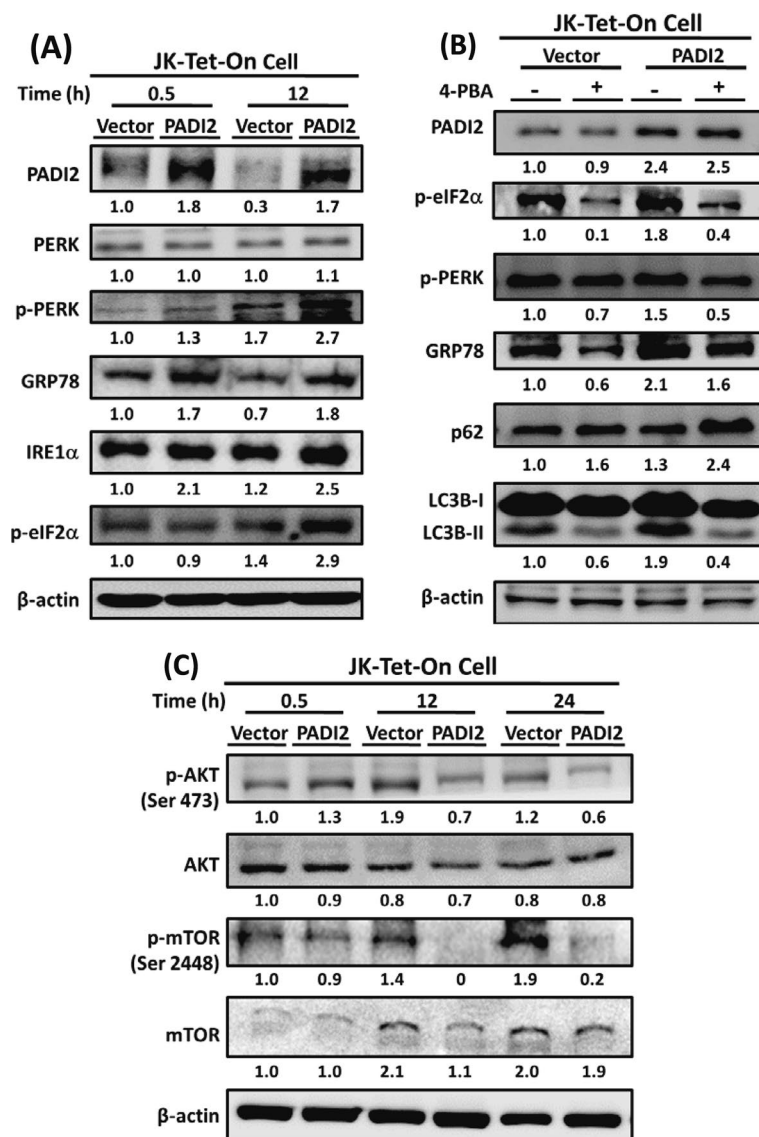 (A)
JK-Tet-On Cell
Time (h) 0.5 12
Vector PADI2 Vector PADI2
PADI2
1.0 1.8 0.3 1.7
PERK
1.0 1.0 1.0 1.1
p-PERK
1.0 1.3 1.7 2.7
GRP78
1.0 1.7 0.7 1.8
IRE1α
1.0 2.1 1.2 2.5
p-eIF2α
1.0 0.9 1.4 2.9
β-actin
(B)
JK-Tet-On Cell
Vector PADI2
4-PBA - + - +
PADI2
1.0 0.9 2.4 2.5
p-eIF2α
1.0 0.1 1.8 0.4
p-PERK
1.0 0.7 1.5 0.5
GRP78
1.0 0.6 2.1 1.6
p62
1.0 1.6 1.3 2.4
LC3B-I
LC3B-II
1.0 0.6 1.9 0.4
β-actin
(C)
JK-Tet-On Cell
Time (h) 0.5 12 24
Vector PADI2 Vector PADI2 Vector PADI2
p-AKT
(Ser 473)
1.0 1.3 1.9 0.7 1.2 0.6
AKT
1.0 0.9 0.8 0.7 0.8 0.8
p-mTOR
(Ser 2448)
1.0 0.9 1.4 0 1.9 0.2
mTOR
1.0 1.0 2.1 1.1 2.0 1.9
β-actin